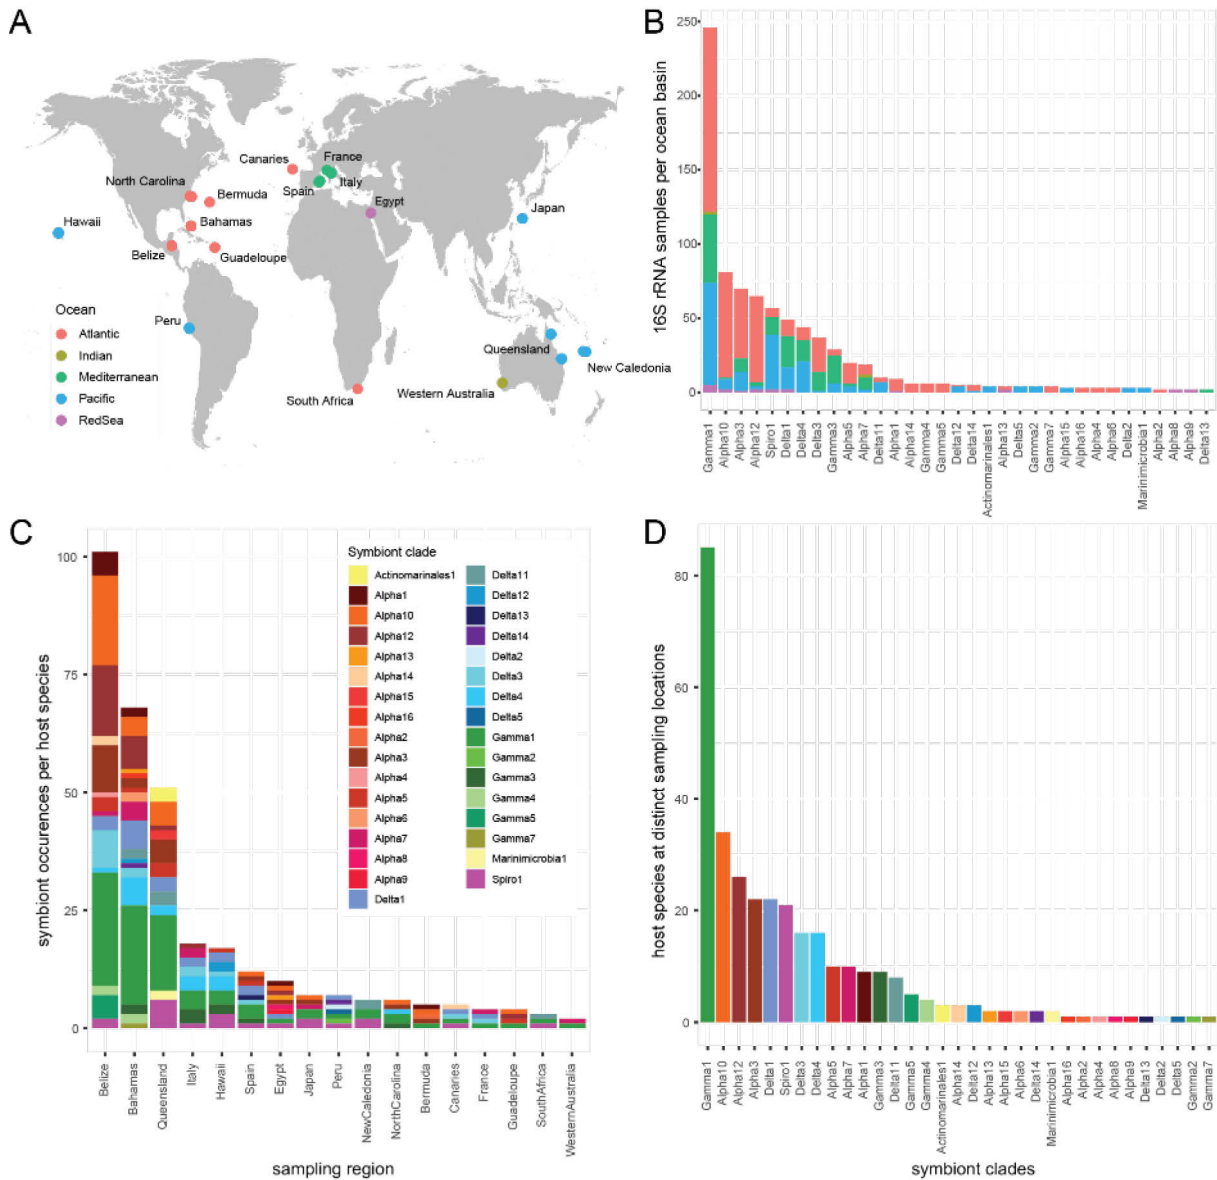 A
Canaries
France
North Carolina
Bermuda
Spain
Italy
Egypt
Japan
Hawaii
Bahamas
Belize
Guadeloupe
Ocean
Atlantic
Indian
Mediterranean
Pacific
RedSea
Peru
South Africa
Queensland
New Caledonia
Western Australia
B
16S rRNA samples per ocean basin
250
200
150
100
50
0
Gamma1
Alpha10
Alpha3
Alpha12
Spiro1
Delta1
Delta4
Delta3
Gamma3
Alpha5
Alpha7
Delta11
Alpha1
Alpha14
Gamma4
Gamma5
Delta12
Delta14
Actinomarinales1
Alpha13
Delta5
Gamma2
Gamma7
Alpha15
Alpha16
Alpha4
Alpha6
Delta2
Marinimicrobia1
Alpha2
Alpha8
Alpha9
Delta13
C
symbiont occurences per host species
100
75
50
25
0
Symbiont clade
Actinomarinales1
Alpha1
Alpha10
Alpha12
Alpha13
Alpha14
Alpha15
Alpha16
Alpha2
Alpha3
Alpha4
Alpha5
Alpha6
Alpha7
Alpha8
Alpha9
Delta1
Delta11
Delta12
Delta13
Delta14
Delta2
Delta3
Delta4
Delta5
Gamma1
Gamma2
Gamma3
Gamma4
Gamma5
Gamma7
Marinimicrobia1
Spiro1
Belize
Bahamas
Queensland
Italy
Hawaii
Spain
Egypt
Japan
Peru
NewCaledonia
NorthCarolina
Bermuda
Canaries
France
Guadeloupe
SouthAfrica
WesternAustralia
sampling region
D
host species at distinct sampling locations
80
60
40
20
0
Gamma1
Alpha10
Alpha12
Alpha3
Delta1
Spiro1
Delta3
Delta4
Alpha5
Alpha7
Alpha1
Gamma3
Delta11
Gamma5
Gamma4
Actinomarinales1
Alpha14
Delta12
Alpha13
Alpha15
Alpha6
Delta14
Marinimicrobia1
Alpha16
Alpha2
Alpha4
Alpha8
Alpha9
Delta13
Delta2
Delta5
Gamma2
Gamma7
symbiont clades